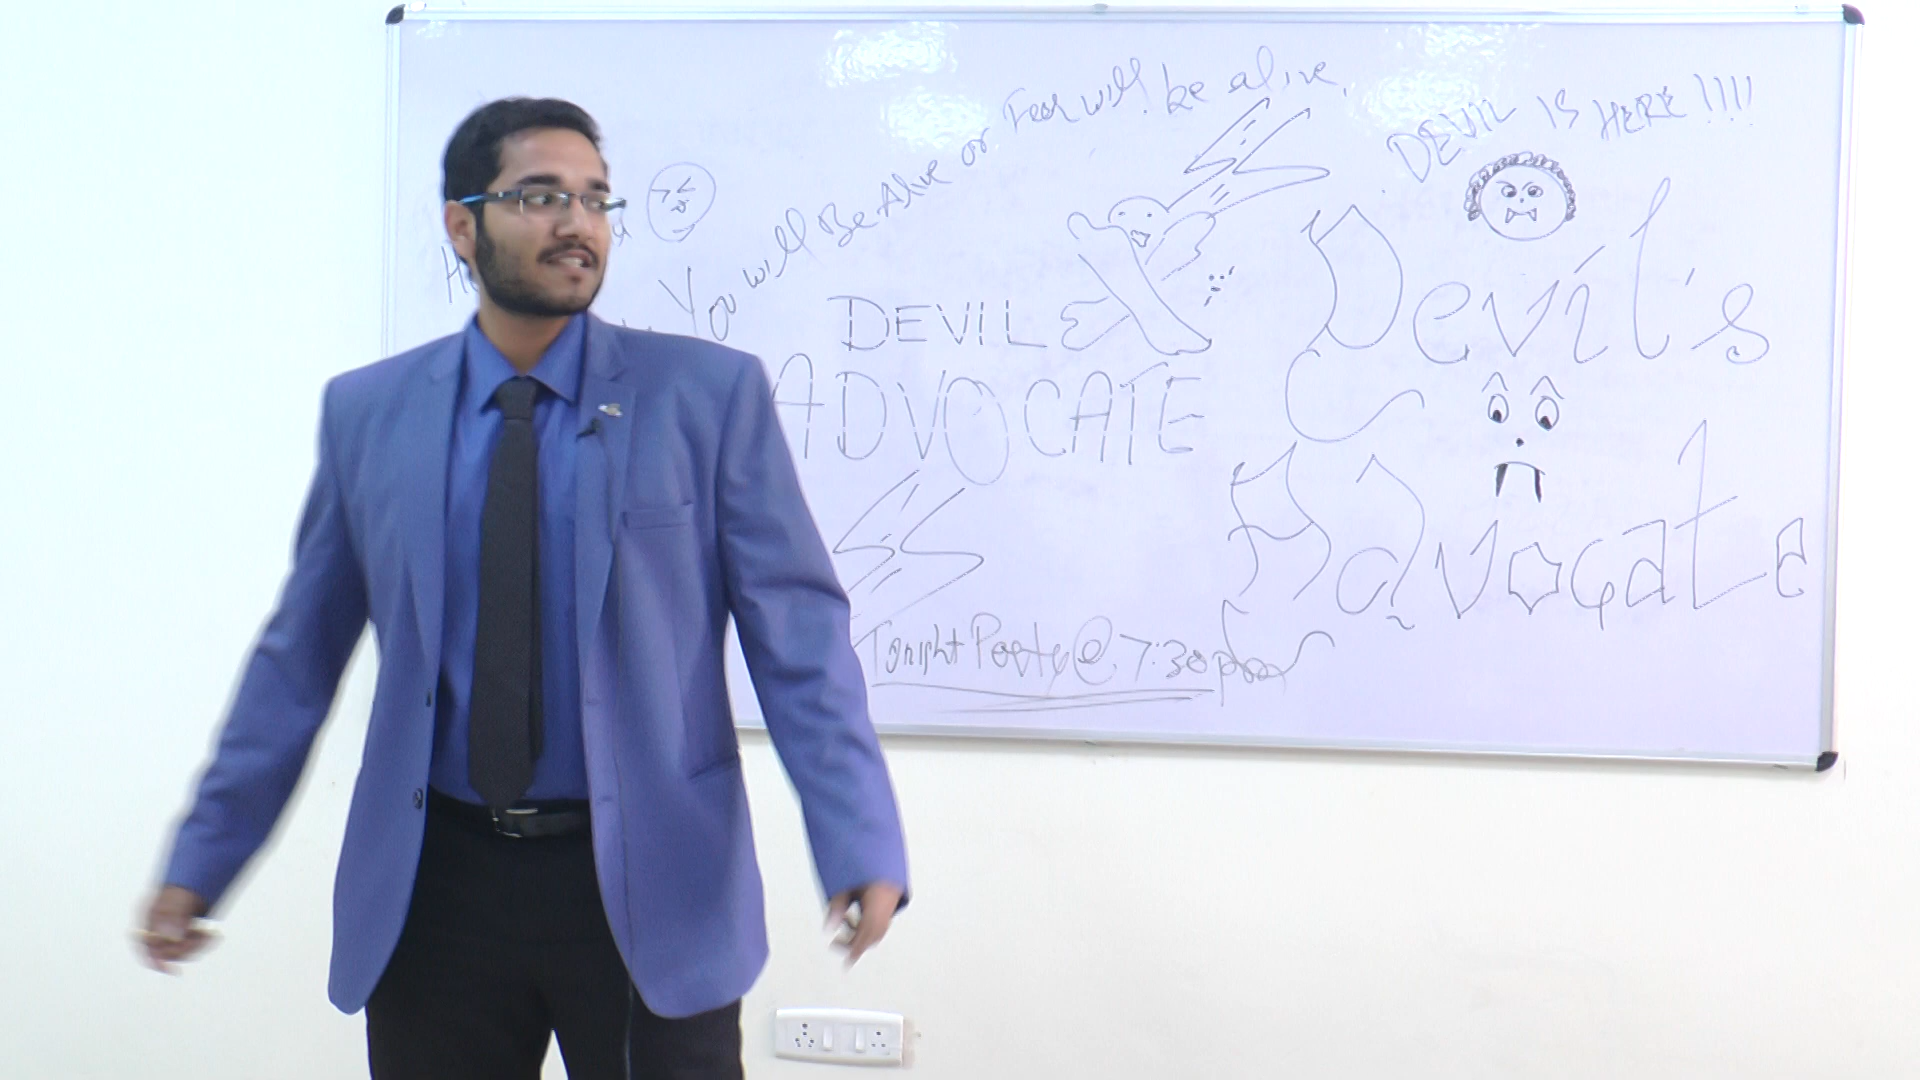 You will Be Alive or Fear will be alive.
DEVIL IS HERE!!!!
DEVIL
ADVOCATE
Devil's
Advocate
Tonight Party @ 7:30 pm